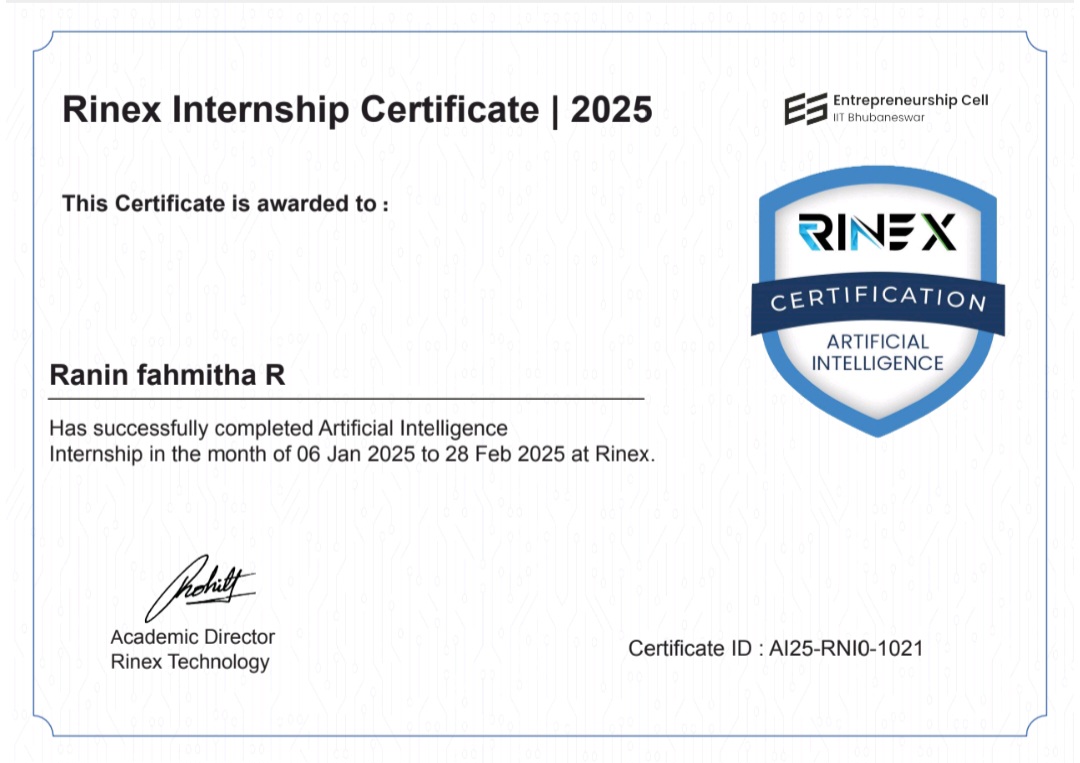 Rinex Internship Certificate | 2025
Entrepreneurship Cell
IIT Bhubaneswar
This Certificate is awarded to :
RINEX
CERTIFICATION
ARTIFICIAL
INTELLIGENCE
Ranin fahmitha R
Has successfully completed Artificial Intelligence
Internship in the month of 06 Jan 2025 to 28 Feb 2025 at Rinex.
Academic Director
Rinex Technology
Certificate ID : AI25-RNI0-1021